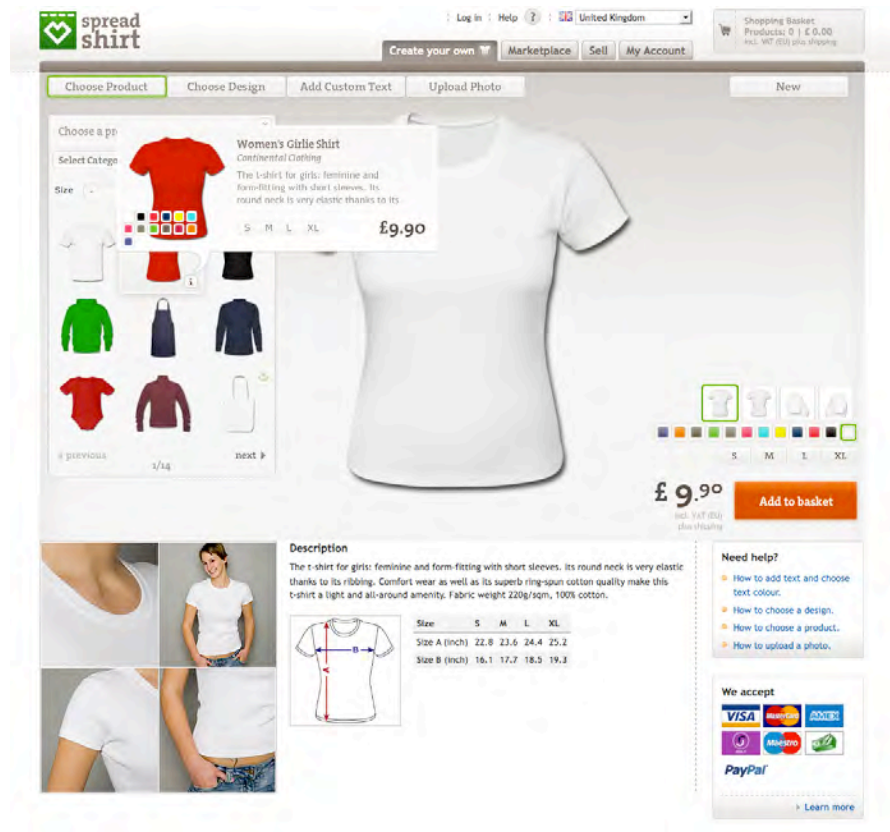 spread
shirt
Log in
Help
?
United Kingdom
Shopping Basket
Products: 0 | £ 0.00
excl. VAT (EU) plus shipping
Create your own
Marketplace
Sell
My Account
Choose Product
Choose Design
Add Custom Text
Upload Photo
New
Choose a pr
Select Catego
Size
-
Women's Girlie Shirt
Continental Clothing
The t-shirt for girls: feminine and
form-fitting with short sleeves. Its
round neck is very elastic thanks to its
S M L XL
£9.90
i
« previous
1/14
next
S M L XL
£ 9.90
incl. VAT (EU)
plus shipping
Add to basket
Description
The t-shirt for girls: feminine and form-fitting with short sleeves. Its round neck is very elastic
thanks to its ribbing. Comfort wear as well as its superb ring-spun cotton quality make this
t-shirt a light and all-around amenity. Fabric weight 220g/sqm, 100% cotton.
A
B
Size S M L XL
Size A (inch) 22.8 23.6 24.4 25.2
Size B (inch) 16.1 17.7 18.5 19.3
Need help?
How to add text and choose
text colour.
How to choose a design.
How to choose a product.
How to upload a photo.
We accept
VISA
MasterCard
AMEX
Maestro
PayPal
Learn more